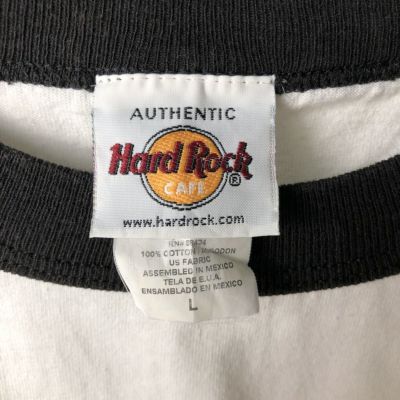 AUTHENTIC
Hard Rock ®
CAFE
www.hardrock.com
100% COTTON
US FABRIC
ASSEMBLED IN MEXICO
TELA DE E.U.A.
ENSAMBLADO EN MEXICO
L